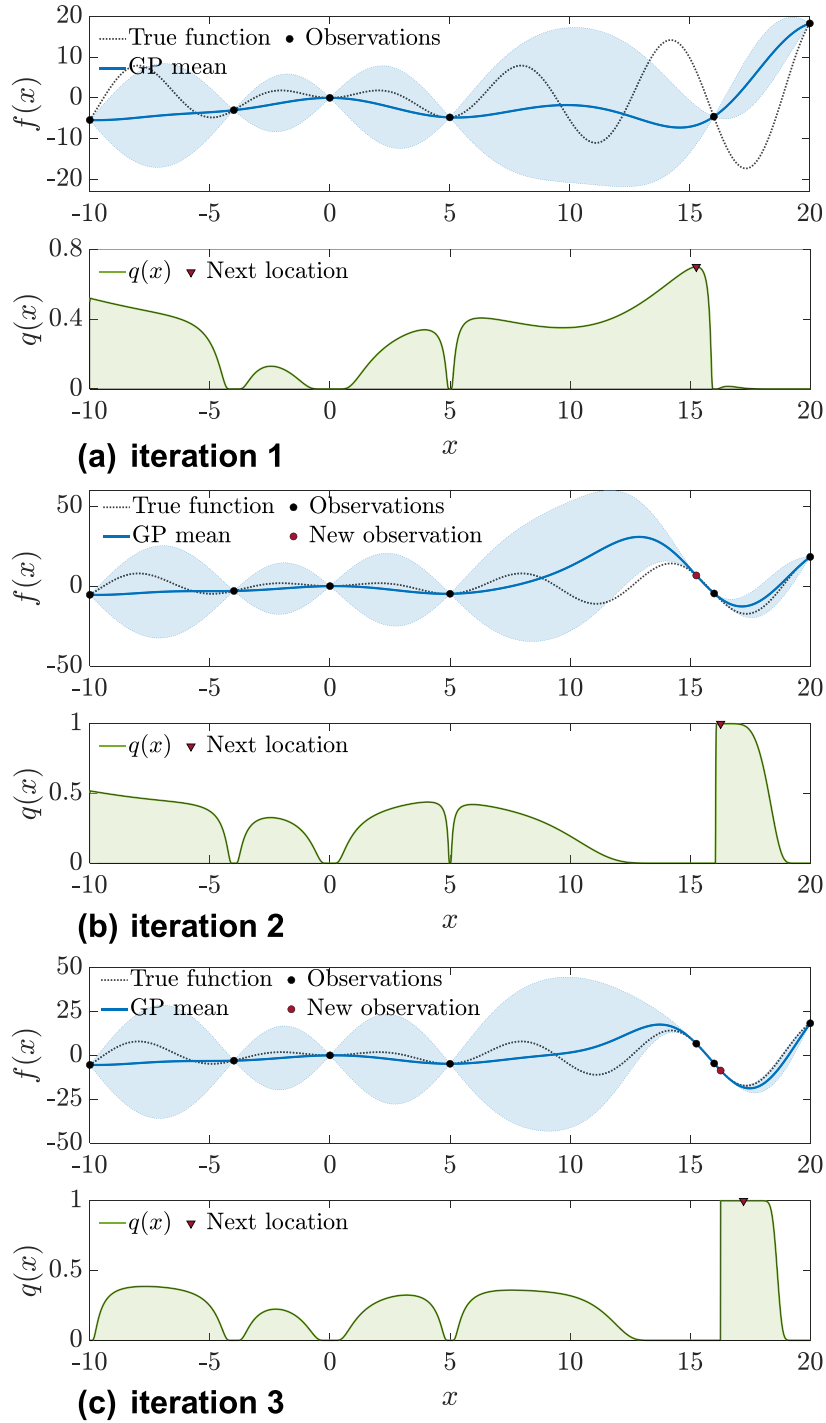 True function Observations
GP mean
f(x)
20
10
0
-10
-20
-10 -5 0 5 10 15 20
q(x) Next location
q(x)
0.8
0.4
0
-10 -5 0 5 10 15 20
x
(a) iteration 1
True function Observations
GP mean New observation
f(x)
50
0
-50
-10 -5 0 5 10 15 20
q(x) Next location
q(x)
1
0.5
0
-10 -5 0 5 10 15 20
x
(b) iteration 2
True function Observations
GP mean New observation
f(x)
50
25
0
-25
-50
-10 -5 0 5 10 15 20
q(x) Next location
q(x)
1
0.5
0
-10 -5 0 5 10 15 20
x
(c) iteration 3